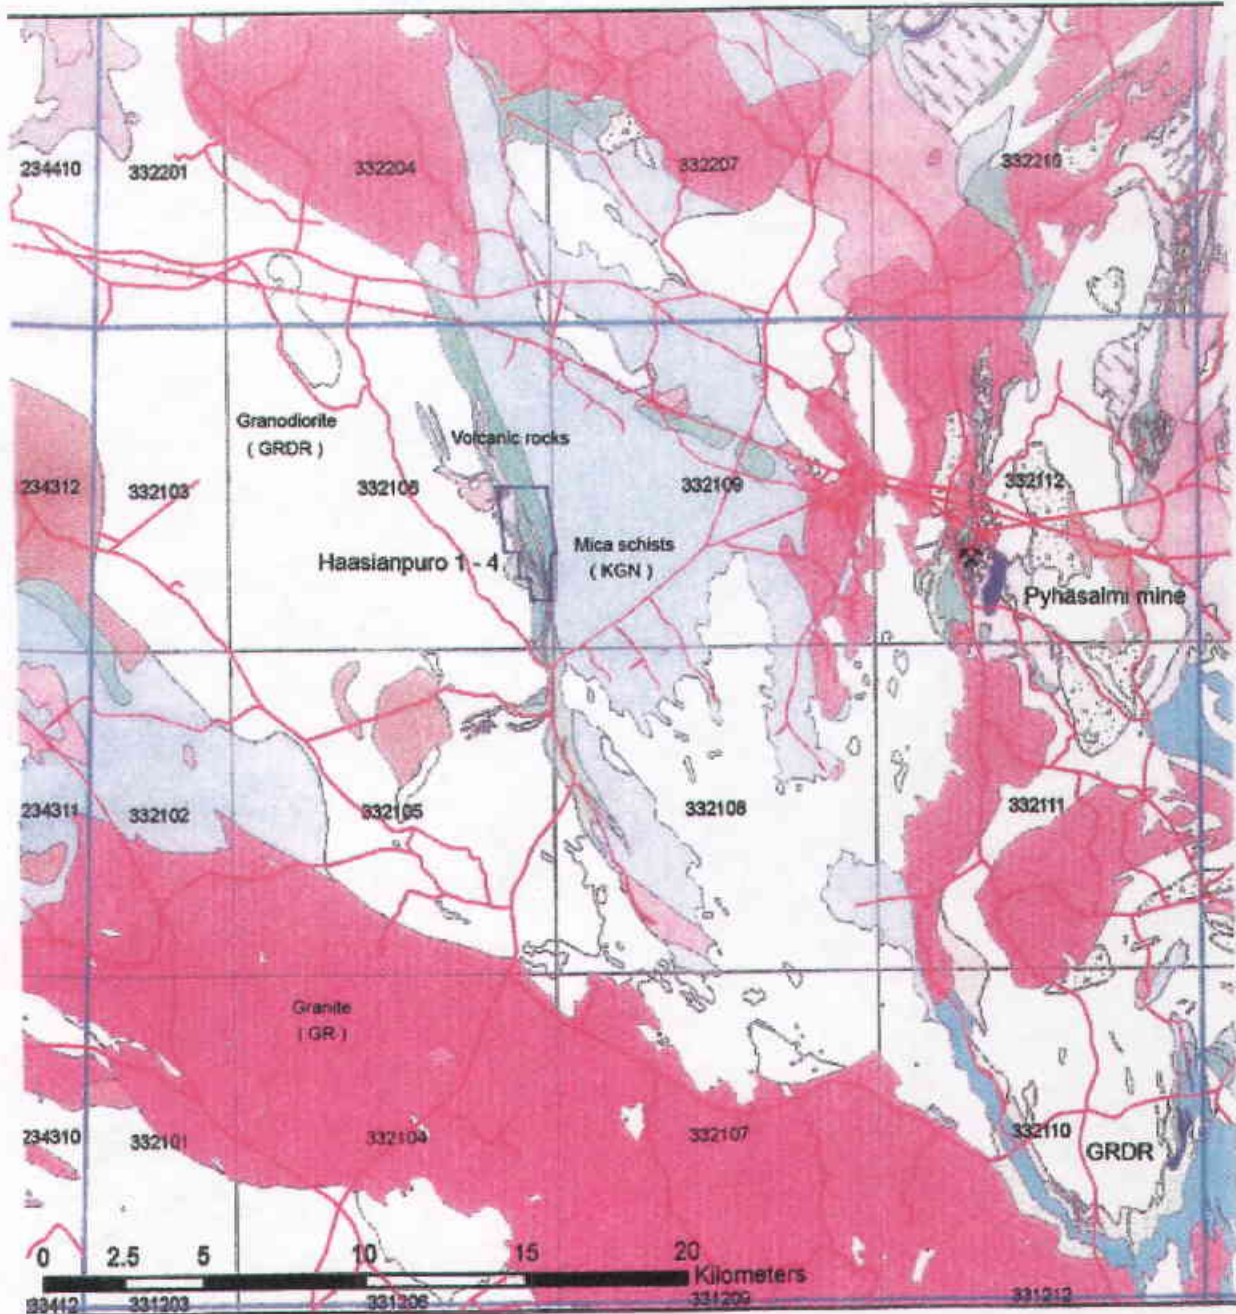 234410
332201
332204
332207
332210
Granodiorite
( GRDR )
Volcanic rocks
234312
332103
332106
332109
332112
Haasianpuro 1 - 4
Mica schists
( KGN )
Pyhäsalmi mine
234311
332102
332105
332108
332111
Granite
( GR )
234310
332101
332104
332107
332110
GRDR
0 2.5 5 10 15 20
Kilometers
33412
331203
331206
331209
331212